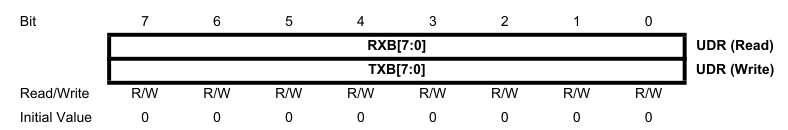 Bit 7 6 5 4 3 2 1 0
RXB[7:0] UDR (Read)
TXB[7:0] UDR (Write)
Read/Write R/W R/W R/W R/W R/W R/W R/W R/W
Initial Value 0 0 0 0 0 0 0 0